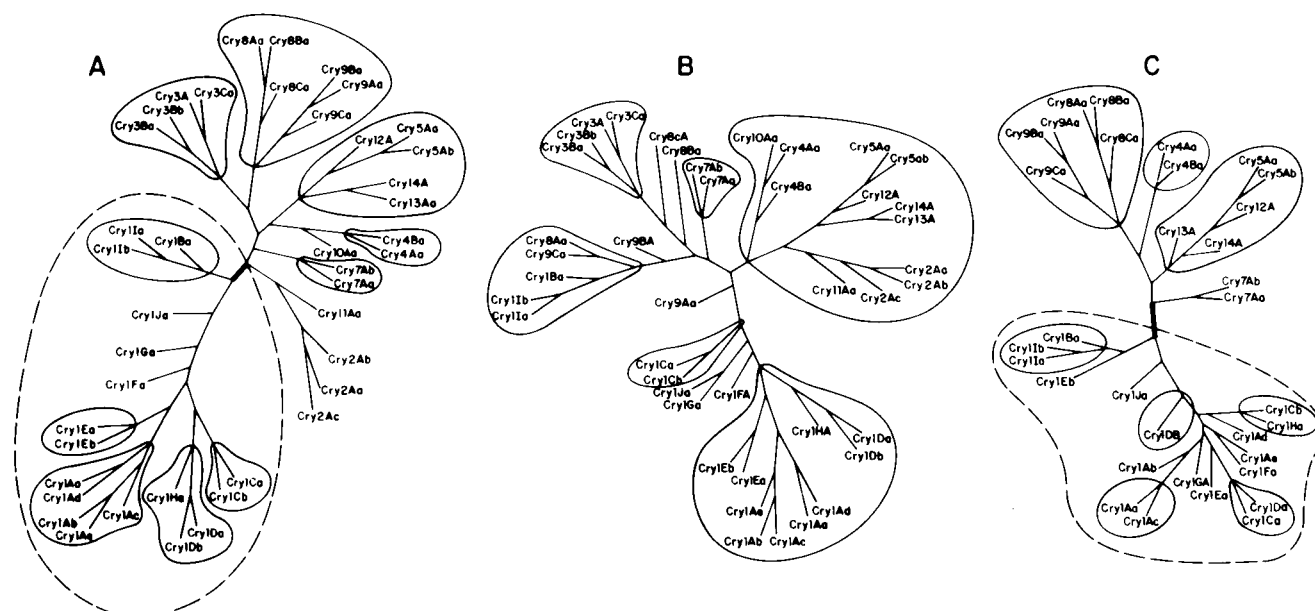 A
Cry8Aa
Cry8Ba
Cry3A
Cry3Ca
Cry3Bb
Cry3Ba
Cry8Ca
Cry9Ba
Cry9Aa
Cry9Ca
Cry5Aa
Cry12A
Cry5Ab
Cry14A
Cry13Aa
Cry4Ba
Cry10Aa
Cry4Aa
Cry7Ab
Cry7Aa
Cry11Aa
Cry2Ab
Cry2Aa
Cry2Ac
Cry1Ia
Cry1Ba
Cry1Ib
Cry1Ja
Cry1Ga
Cry1Fa
Cry1Ea
Cry1Eb
Cry1Aa
Cry1Ad
Cry1Ab
Cry1Ac
Cry1Ha
Cry1Ca
Cry1Cb
Cry1Da
Cry1Db
B
Cry3A
Cry3Ca
Cry3Bb
Cry3Ba
Cry8cA
Cry8Ba
Cry7Ab
Cry7Aa
Cry10Aa
Cry4Aa
Cry4Ba
Cry5Aa
Cry5ab
Cry12A
Cry14A
Cry13A
Cry2Aa
Cry2Ab
Cry11Aa
Cry2Ac
Cry8Aa
Cry9BA
Cry9Ca
Cry1Ba
Cry1Ib
Cry1Ia
Cry9Aa
Cry1Ca
Cry1Cb
Cry1Ja
Cry1Ga
Cry1FA
Cry1HA
Cry1Da
Cry1Db
Cry1Eb
Cry1Ea
Cry1Ad
Cry1Ae
Cry1Aa
Cry1Ab
Cry1Ac
C
Cry8Aa
Cry8Ba
Cry9Ba
Cry9Aa
Cry8Ca
Cry9Ca
Cry4Aa
Cry4Ba
Cry5Aa
Cry5Ab
Cry12A
Cry13A
Cry14A
Cry7Ab
Cry7Aa
Cry1Ba
Cry1Ib
Cry1Ia
Cry1Eb
Cry1Ja
Cry1Cb
Cry1Ha
Cry1Ad
Cry1Fa
Cry1Ab
Cry1GA
Cry1Ea
Cry1Da
Cry1Ca
Cry1Aa
Cry1Ac